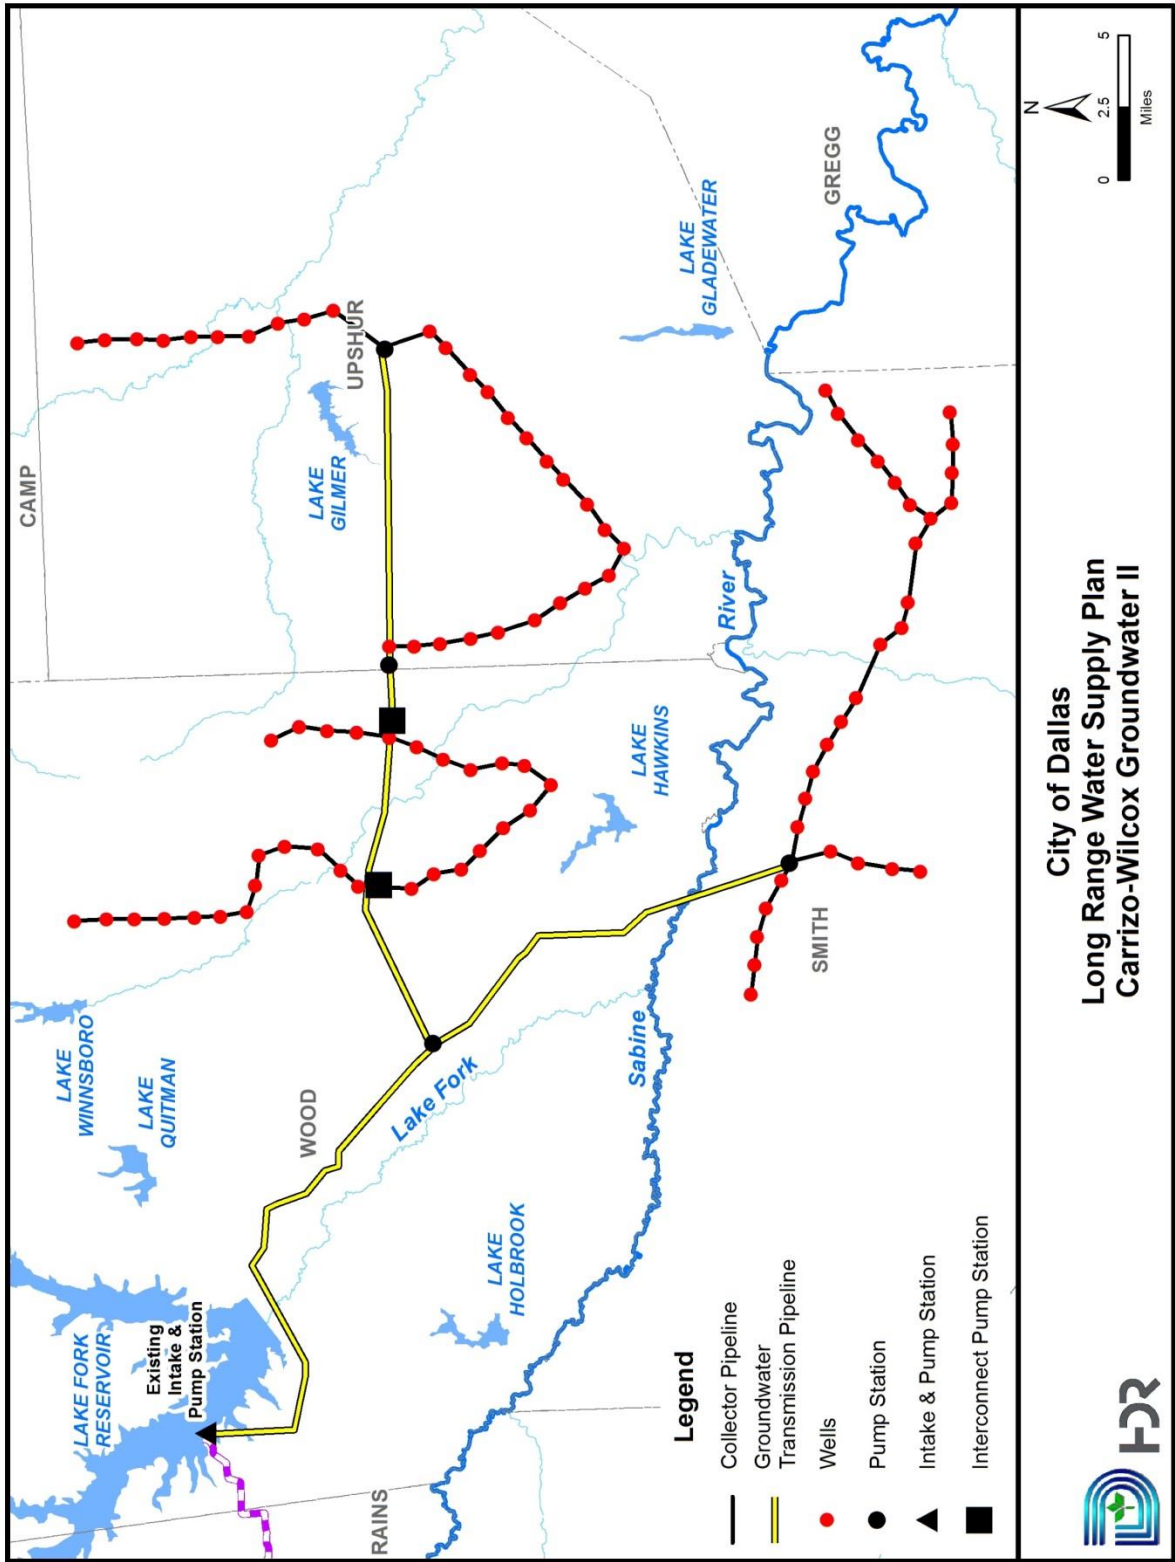 CAMP
LAKE
WINNSBORO
LAKE FORK
RESERVOIR
LAKE
QUITMAN
Existing
Intake &
Pump Station
WOOD
LAKE
GILMER
UPSHUR
RAINS
Lake Fork
LAKE
HOLBROOK
LAKE
HAWKINS
Sabine
River
LAKE
GLADEWATER
SMITH
GREGG
Legend
Collector Pipeline
Groundwater
Transmission Pipeline
Wells
Pump Station
Intake & Pump Station
Interconnect Pump Station
HDR
City of Dallas
Long Range Water Supply Plan
Carrizo-Wilcox Groundwater II
N
0 2.5 5
Miles